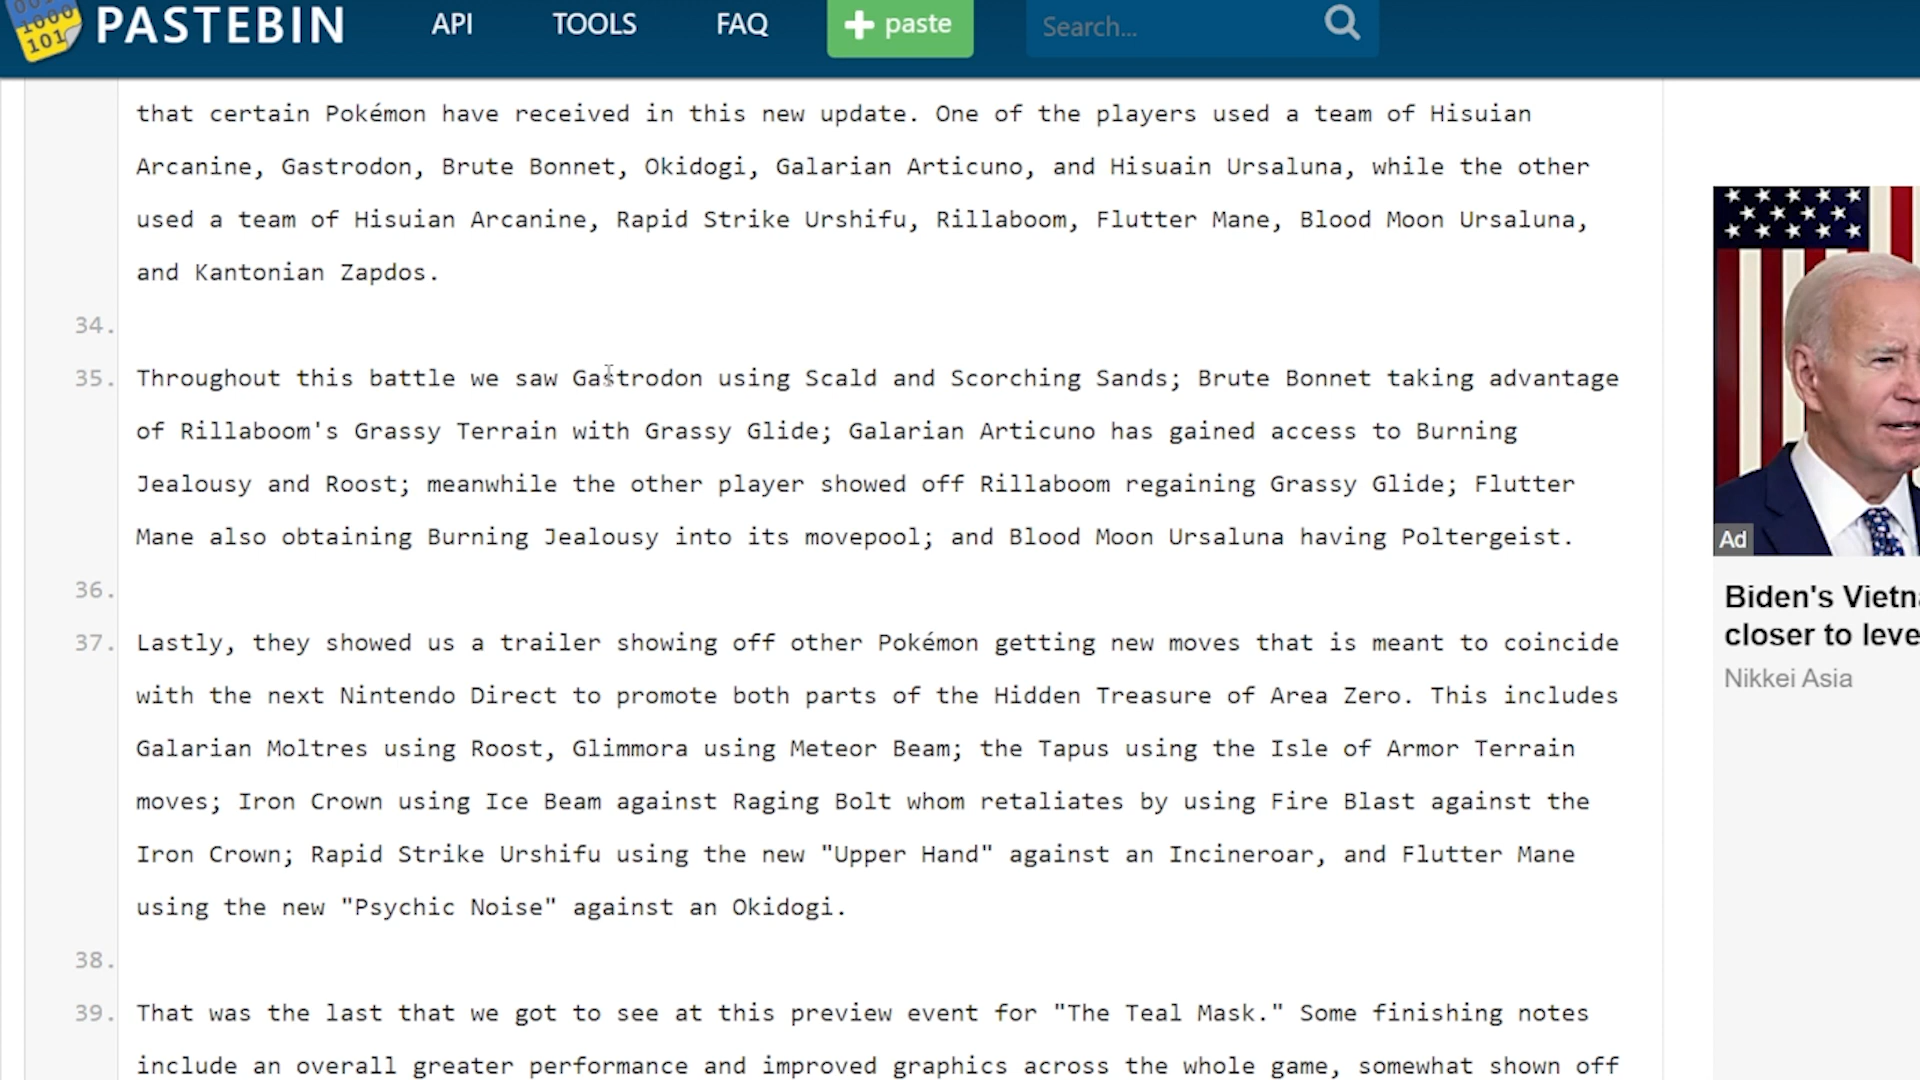 PASTEBIN API TOOLS FAQ + paste Search...
1000
101
that certain Pokémon have received in this new update. One of the players used a team of Hisuian
Arcanine, Gastrodon, Brute Bonnet, Okidogi, Galarian Articuno, and Hisuain Ursaluna, while the other
used a team of Hisuian Arcanine, Rapid Strike Urshifu, Rillaboom, Flutter Mane, Blood Moon Ursaluna,
and Kantonian Zapdos.
34.
35. Throughout this battle we saw Gastrodon using Scald and Scorching Sands; Brute Bonnet taking advantage
of Rillaboom's Grassy Terrain with Grassy Glide; Galarian Articuno has gained access to Burning
Jealousy and Roost; meanwhile the other player showed off Rillaboom regaining Grassy Glide; Flutter
Mane also obtaining Burning Jealousy into its movepool; and Blood Moon Ursaluna having Poltergeist.
36.
37. Lastly, they showed us a trailer showing off other Pokémon getting new moves that is meant to coincide
with the next Nintendo Direct to promote both parts of the Hidden Treasure of Area Zero. This includes
Galarian Moltres using Roost, Glimmora using Meteor Beam; the Tapus using the Isle of Armor Terrain
moves; Iron Crown using Ice Beam against Raging Bolt whom retaliates by using Fire Blast against the
Iron Crown; Rapid Strike Urshifu using the new "Upper Hand" against an Incineroar, and Flutter Mane
using the new "Psychic Noise" against an Okidogi.
38.
39. That was the last that we got to see at this preview event for "The Teal Mask." Some finishing notes
include an overall greater performance and improved graphics across the whole game, somewhat shown off
Ad
Biden's Vietn
closer to leve
Nikkei Asia